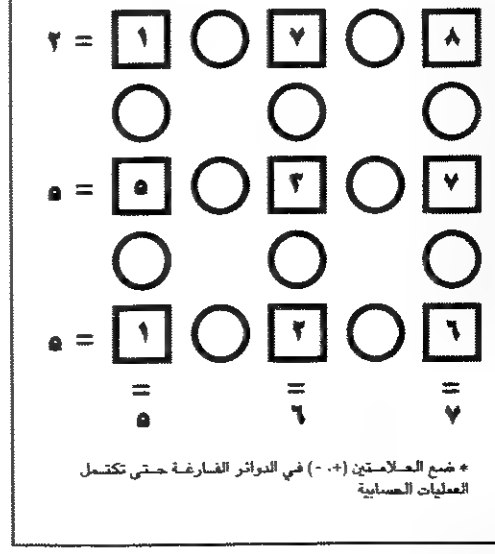 ٨ ٧ ١ = ٢
٧ ٣ ٥ = ٥
٦ ٢ ١ = ٥
= = =
٧ ٦ ٥
* ضع العلامتين (+، -) في الدوائر الفارغة حتى تكتمل
العمليات الحسابية